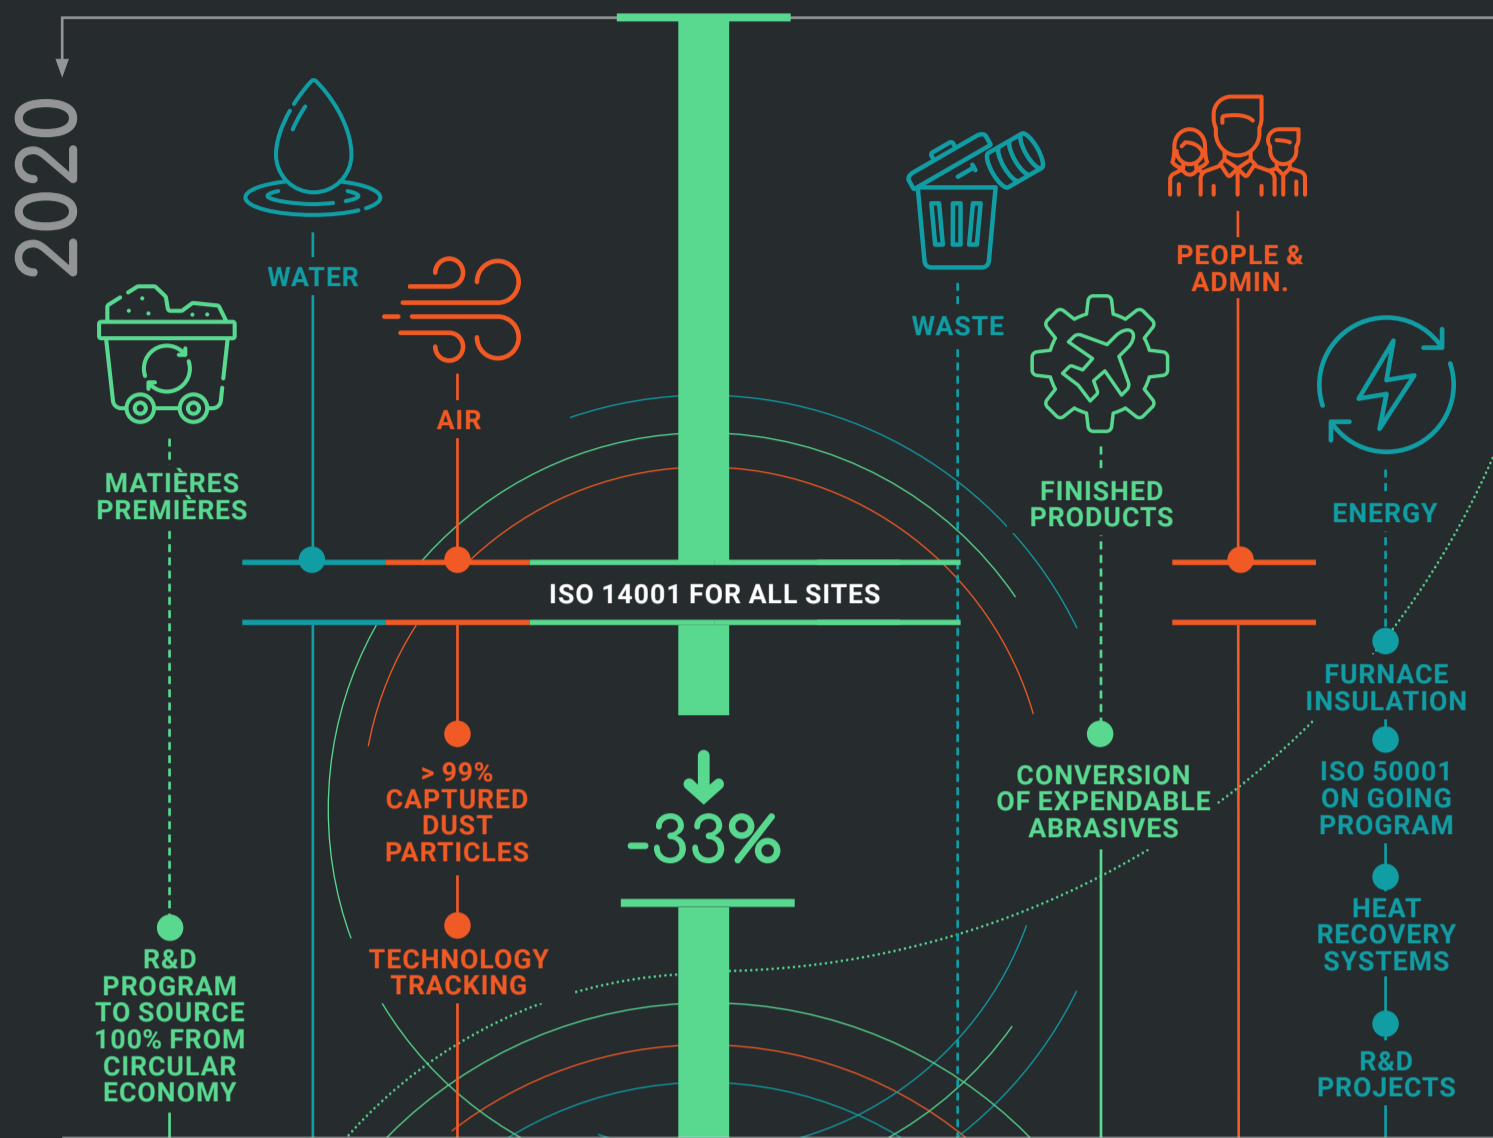 2020
WATER
MATIÈRES
PREMIÈRES
AIR
WASTE
PEOPLE &
ADMIN.
FINISHED
PRODUCTS
ENERGY
ISO 14001 FOR ALL SITES
> 99%
CAPTURED
DUST
PARTICLES
TECHNOLOGY
TRACKING
R&D
PROGRAM
TO SOURCE
100% FROM
CIRCULAR
ECONOMY
-33%
CONVERSION
OF EXPENDABLE
ABRASIVES
FURNACE
INSULATION
ISO 50001
ON GOING
PROGRAM
HEAT
RECOVERY
SYSTEMS
R&D
PROJECTS